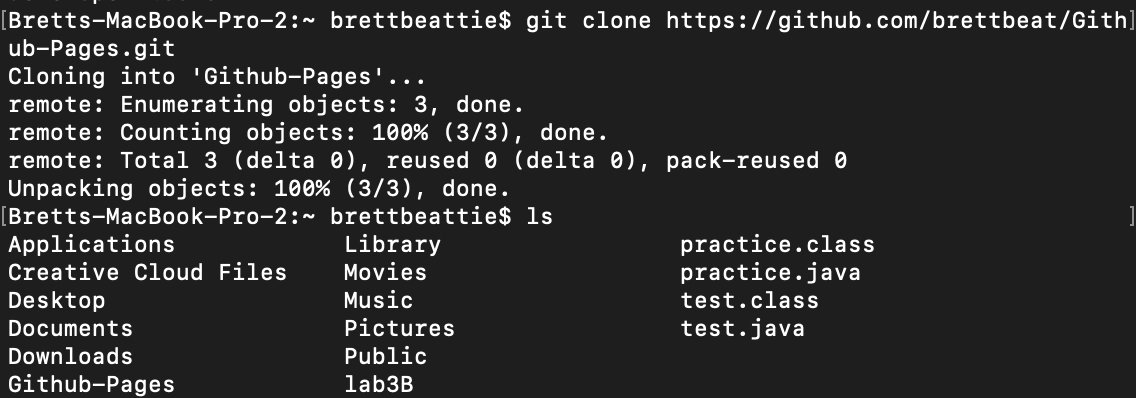 [Bretts-MacBook-Pro-2:~ brettbeattie$ git clone https://github.com/brettbeat/Gith]
ub-Pages.git
Cloning into 'Github-Pages'...
remote: Enumerating objects: 3, done.
remote: Counting objects: 100% (3/3), done.
remote: Total 3 (delta 0), reused 0 (delta 0), pack-reused 0
Unpacking objects: 100% (3/3), done.
[Bretts-MacBook-Pro-2:~ brettbeattie$ ls ]
Applications Library practice.class
Creative Cloud Files Movies practice.java
Desktop Music test.class
Documents Pictures test.java
Downloads Public
Github-Pages lab3B